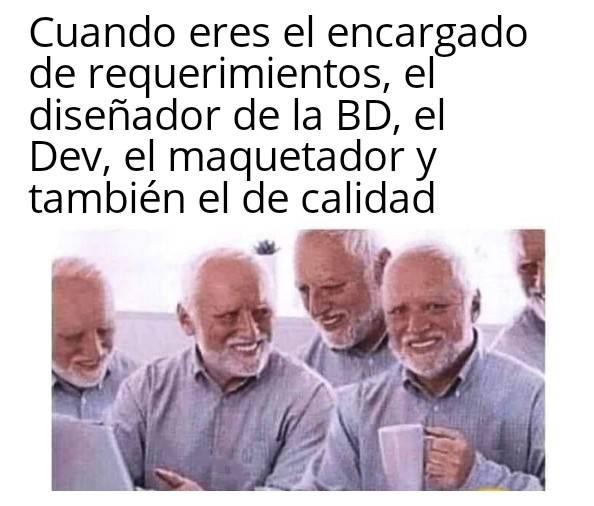 Cuando eres el encargado
de requerimientos, el
diseñador de la BD, el
Dev, el maquetador y
también el de calidad